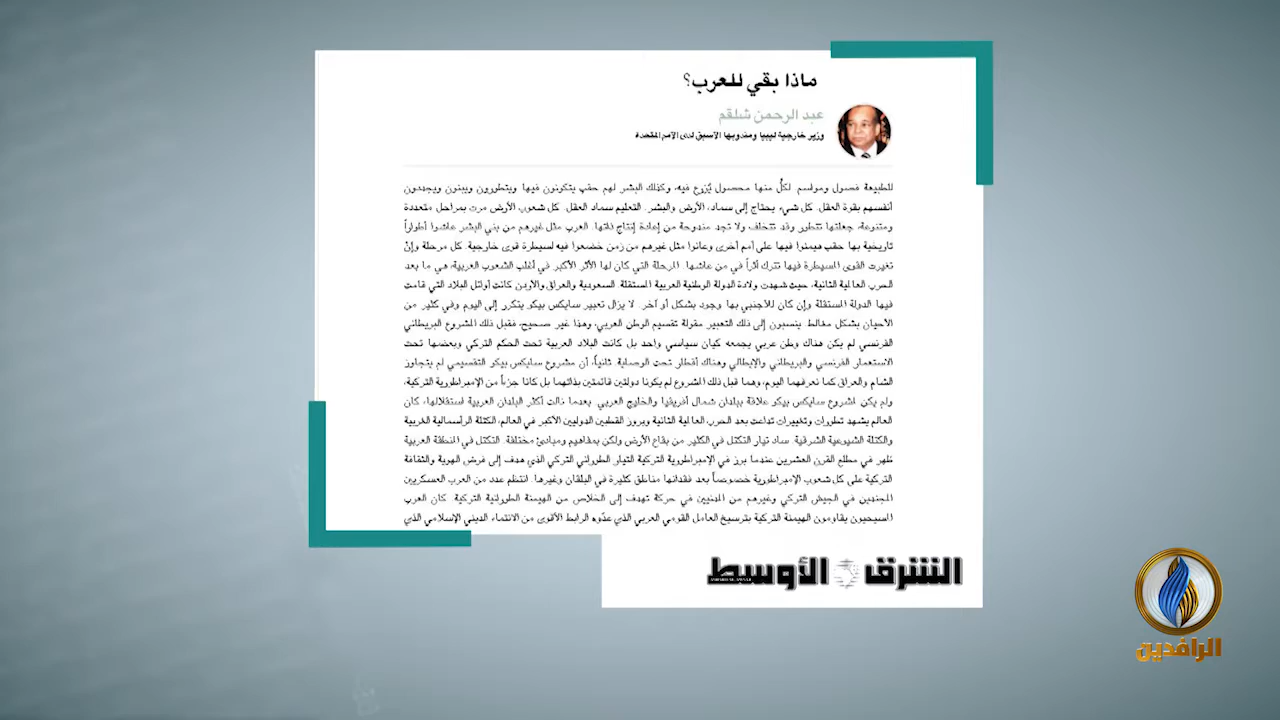 ماذا بقي للعرب؟
عبد الرحمن شلقم
وزير خارجية ليبيا ومندوبها الأسبق لدى الأمم المتحدة
للطبيعة فصول ومواسم. لكلٍّ منها محصول يُزرع فيه، وكذلك البشر لهم حقب يتكونون فيها ويتطورون ويبنون ويجددون
أنفسهم بقوة العقل. كل شيء يحتاج إلى سماد، الأرض والبشر. التعليم سماد العقل. كل شعوب الأرض مرت بمراحل متعددة
ومتنوعة، جعلتها تتطور وقد تتخلف ولا تجد مندوحة من إعادة إنتاج ذاتها. العرب مثل غيرهم من بني البشر عاشوا أطواراً
تاريخية بها حقب هيمنوا فيها على أمم أخرى وعانوا مثل غيرهم من زمن خضعوا فيه لسيطرة قوى خارجية. كل مرحلة وإنْ
تغيرت القوى المسيطرة فيها تترك أثراً في من عاشها. المرحلة التي كان لها الأثر الأكبر في أغلب الشعوب العربية، هي ما بعد
الحرب العالمية الثانية، حيث شهدت ولادة الدولة الوطنية العربية المستقلة. السعودية والعراق والأردن كانت أوائل البلاد التي قامت
فيها الدولة المستقلة وإن كان للأجنبي بها وجود بشكل أو آخر. لا يزال تعبير سايكس بيكو يتكرر إلى اليوم وفي كثير من
الأحيان بشكل مغالط. ينسبون إلى ذلك التعبير مقولة تقسيم الوطن العربي، وهذا غير صحيح، فقبل ذلك المشروع البريطاني
الفرنسي لم يكن هناك وطن عربي يجمعه كيان سياسي واحد بل كانت البلاد العربية تحت الحكم التركي وبعضها تحت
الاستعمار الفرنسي والبريطاني والإيطالي وهناك أقطار تحت الوصاية. ثانياً، أن مشروع سايكس بيكو التقسيمي لم يتجاوز
الشام والعراق كما نعرفهما اليوم، وهما قبل ذلك المشروع لم يكونا دولتين قائمتين بذاتهما بل كانا جزءاً من الإمبراطورية التركية،
ولم يكن لمشروع سايكس بيكو علاقة ببلدان شمال أفريقيا والخليج العربي. بعدما نالت أكثر البلدان العربية استقلالها، كان
العالم يشهد تطورات وتغييرات تداعت بعد الحرب العالمية الثانية وبروز القطبين الدوليين الأكبر في العالم، الكتلة الرأسمالية الغربية
والكتلة الشيوعية الشرقية. ساد تيار التكتل في الكثير من بقاع الأرض ولكن بمفاهيم ومبادئ مختلفة. التكتل في المنطقة العربية
ظهر في مطلع القرن العشرين عندما برز في الإمبراطورية التركية التيار الطوراني التركي الذي هدف إلى فرض الهوية والثقافة
التركية على كل شعوب الإمبراطورية خصوصاً بعد فقدانها مناطق كثيرة في البلقان وغيرها. انتظم عدد من العرب العسكريين
المجندين في الجيش التركي وغيرهم من المدنيين في حركة تهدف إلى الخلاص من الهيمنة الطورانية التركية. كان العرب
المسيحيون يقاومون الهيمنة التركية بترسيخ العامل القومي العربي الذي عدّوه الرابط الأقوى من الانتماء الديني الإسلامي الذي
الشرق الأوسط
ASHARQ AL-AWSAT
الرافدين